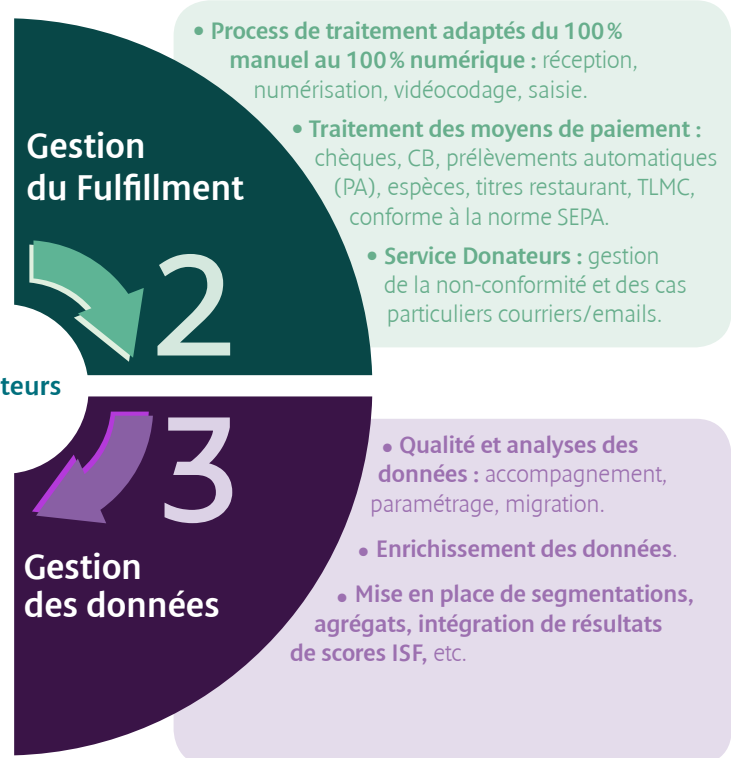 Gestion
du Fulfillment
2
• Process de traitement adaptés du 100 %
manuel au 100 % numérique : réception,
numérisation, vidéocodage, saisie.
• Traitement des moyens de paiement :
chèques, CB, prélèvements automatiques
(PA), espèces, titres restaurant, TLMC,
conforme à la norme SEPA.
• Service Donateurs : gestion
de la non-conformité et des cas
particuliers courriers/emails.
teurs
3
Gestion
des données
• Qualité et analyses des
données : accompagnement,
paramétrage, migration.
• Enrichissement des données.
• Mise en place de segmentations,
agrégats, intégration de résultats
de scores ISF, etc.